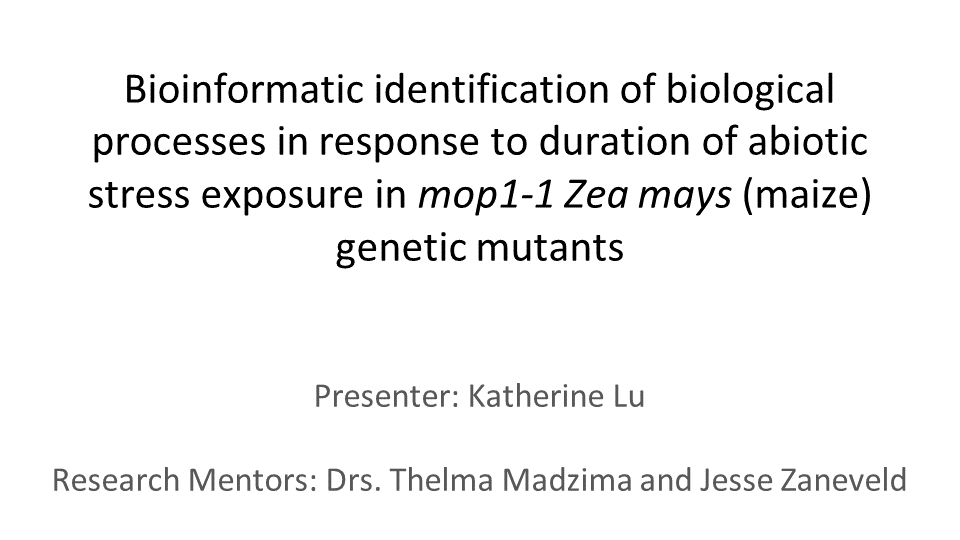 Bioinformatic identification of biological
processes in response to duration of abiotic
stress exposure in mop1-1 Zea mays (maize)
genetic mutants
Presenter: Katherine Lu
Research Mentors: Drs. Thelma Madzima and Jesse Zaneveld